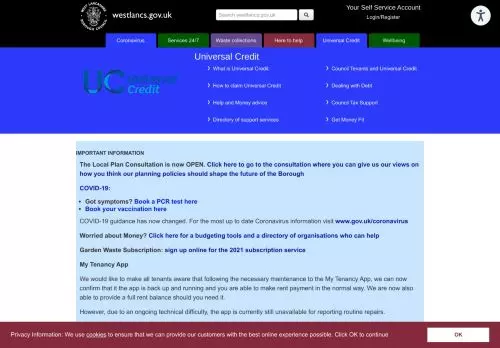 WEST LANCASHIRE
BOROUGH COUNCIL
westlancs.gov.uk
Search westlancs.gov.uk
Your Self Service Account
Login/Register
Coronavirus
Services 24/7
Waste collections
Here to help
Universal Credit
Wellbeing
Universal Credit
UC Universal
Credit
What is Universal Credit
Council Tenants and Universal Credit
How to claim Universal Credit
Dealing with Debt
Help and Money advice
Council Tax Support
Directory of support services
Get Money Fit
IMPORTANT INFORMATION
The Local Plan Consultation is now OPEN. Click here to go to the consultation where you can give us our views on
how you think our planning policies should shape the future of the Borough
COVID-19:
• Got symptoms? Book a PCR test here
• Book your vaccination here
COVID-19 guidance has now changed. For the most up to date Coronavirus information visit www.gov.uk/coronavirus
Worried about Money? Click here for a budgeting tools and a directory of organisations who can help
Garden Waste Subscription: sign up online for the 2021 subscription service
My Tenancy App
We would like to make all tenants aware that following the necessary maintenance to the My Tenancy App, we can now
confirm that it the app is back up and running and you are able to make rent payment in the normal way. We are now also
able to provide a full rent balance should you need it.
However, due to an ongoing technical difficulty, the app is currently still unavailable for reporting routine repairs.
Privacy Information: We use cookies to ensure that we can provide our customers with the best online experience possible. Click OK to continue
OK